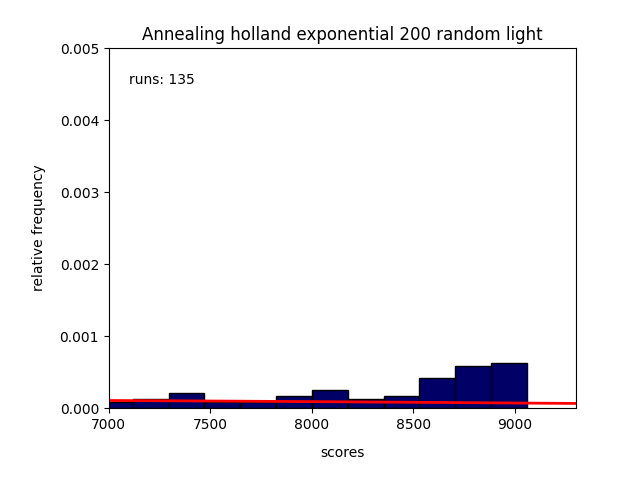 Annealing holland exponential 200 random light
runs: 135
relative frequency
0.005
0.004
0.003
0.002
0.001
0.000
7000 7500 8000 8500 9000
scores